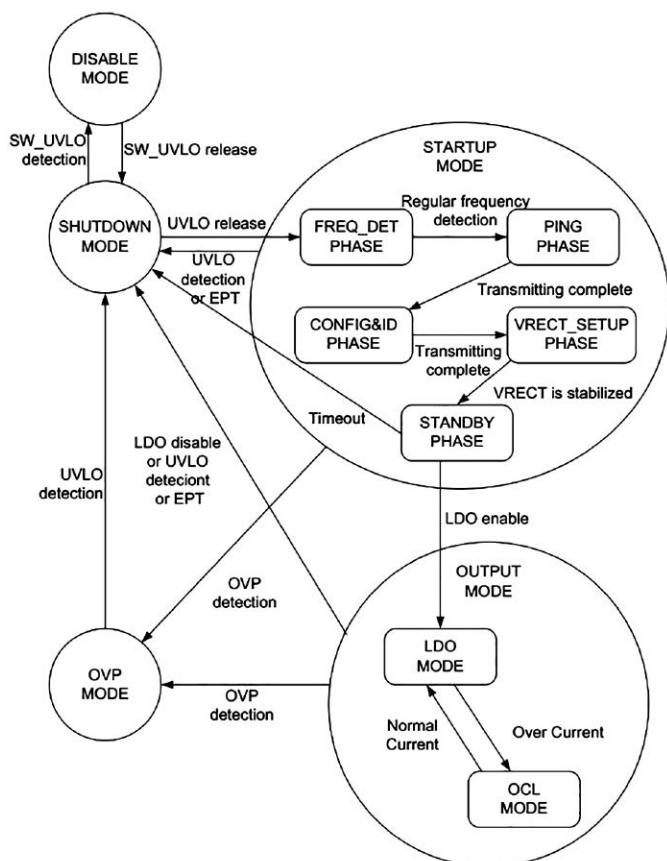 DISABLE
MODE
SW_UVLO
detection
SW_UVLO release
STARTUP
MODE
SHUTDOWN
MODE
UVLO release
FREQ_DET
PHASE
Regular frequency
detection
PING
PHASE
UVLO
detection
or EPT
Transmitting complete
CONFIG&ID
PHASE
Transmitting
complete
VRECT_SETUP
PHASE
VRECT is stabilized
Timeout
STANDBY
PHASE
LDO disable
or UVLO
deteciont
or EPT
UVLO
detection
LDO enable
OVP
detection
OUTPUT
MODE
LDO
MODE
OVP
MODE
OVP
detection
Normal
Current
Over Current
OCL
MODE